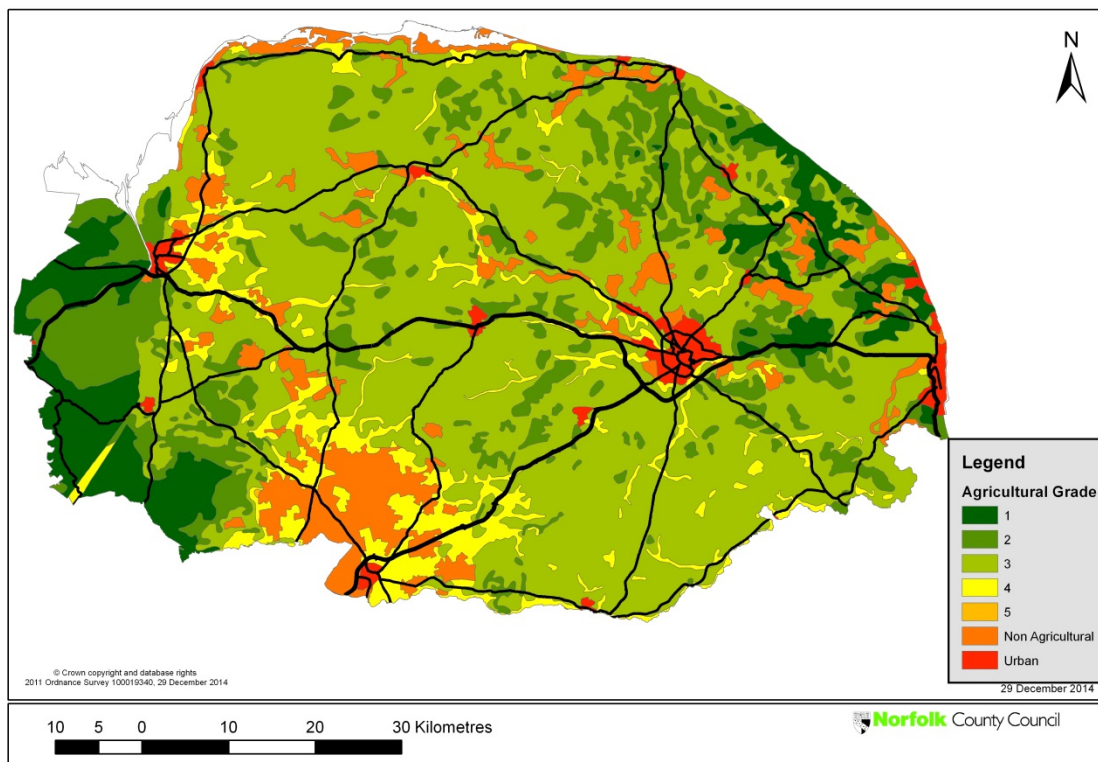 N
Legend
Agricultural Grade
1
2
3
4
5
Non Agricultural
Urban
© Crown copyright and database rights
2011 Ordnance Survey 100019340, 29 December 2014
29 December 2014
10 5 0 10 20 30 Kilometres
Norfolk County Council